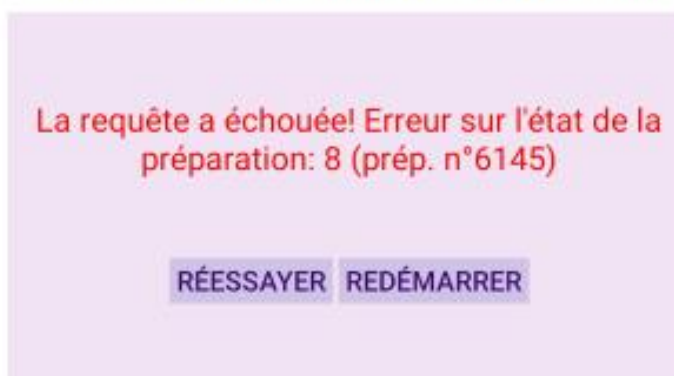 La requête a échouée! Erreur sur l'état de la
préparation: 8 (prép. n°6145)
RÉESSAYER REDÉMARRER